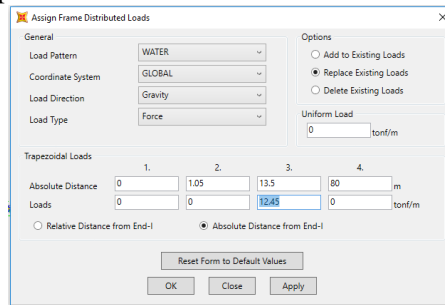 Assign Frame Distributed Loads
General
Load Pattern WATER
Coordinate System GLOBAL
Load Direction Gravity
Load Type Force
Options
Add to Existing Loads
Replace Existing Loads
Delete Existing Loads
Uniform Load
0 tonf/m
Trapezoidal Loads
1. 2. 3. 4.
Absolute Distance 0 1.05 13.5 80 m
Loads 0 0 12.45 0 tonf/m
Relative Distance from End-I Absolute Distance from End-I
Reset Form to Default Values
OK Close Apply